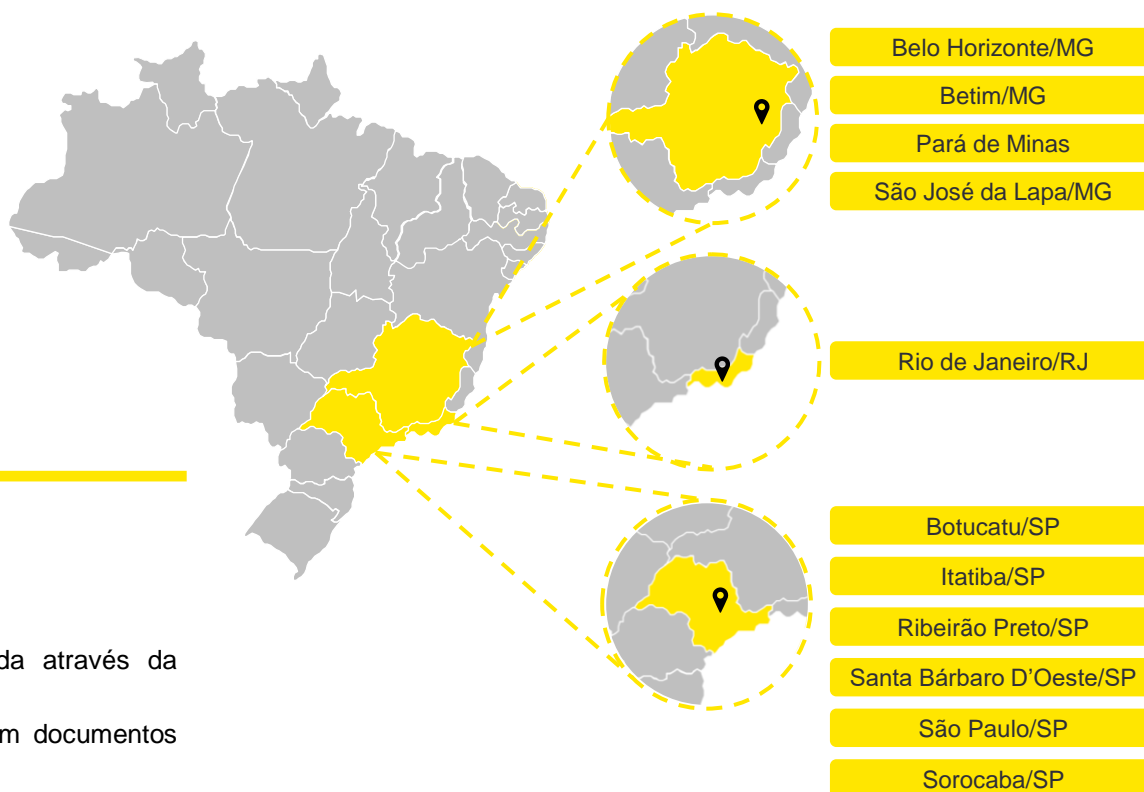 Belo Horizonte/MG
Betim/MG
Pará de Minas
São José da Lapa/MG
Rio de Janeiro/RJ
Botucatu/SP
Itatiba/SP
Ribeirão Preto/SP
Santa Bárbaro D’Oeste/SP
São Paulo/SP
Sorocaba/SP
da através da
m documentos